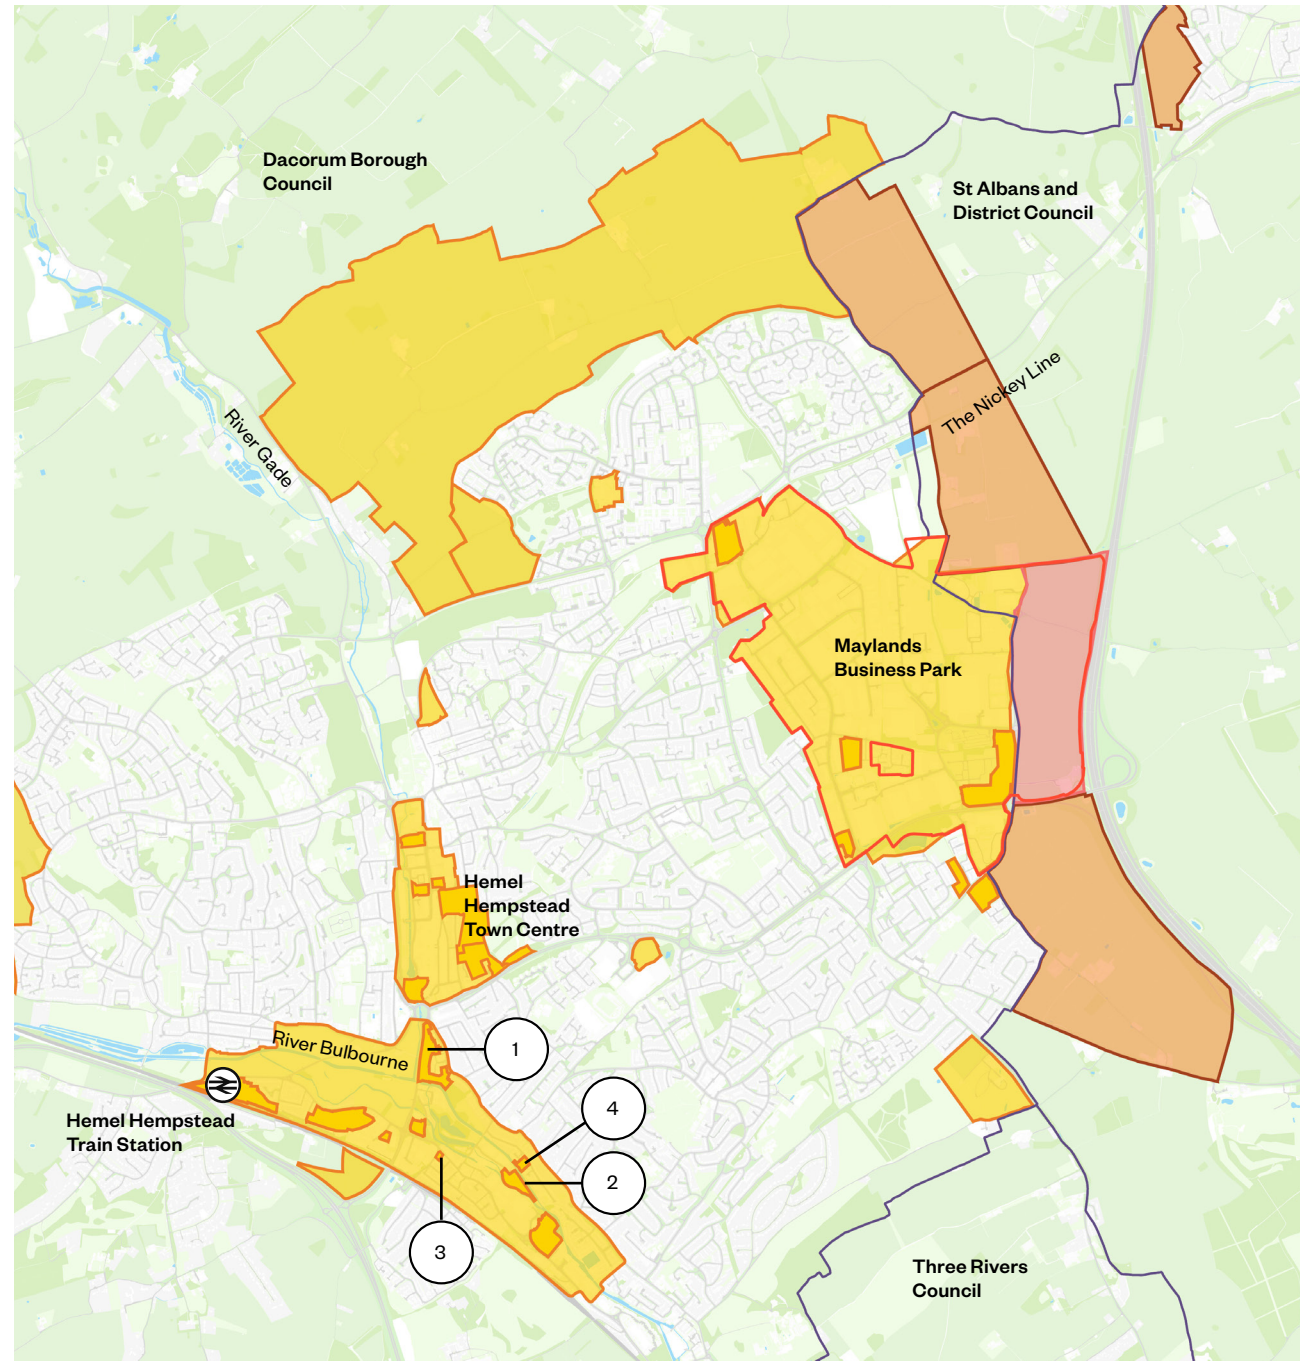 Dacorum Borough
Council
St Albans and
District Council
The Nickey Line
River Gade
Maylands
Business Park
Hemel
Hempstead
Town Centre
River Bulbourne
1
4
Hemel Hempstead
Train Station
2
3
Three Rivers
Council